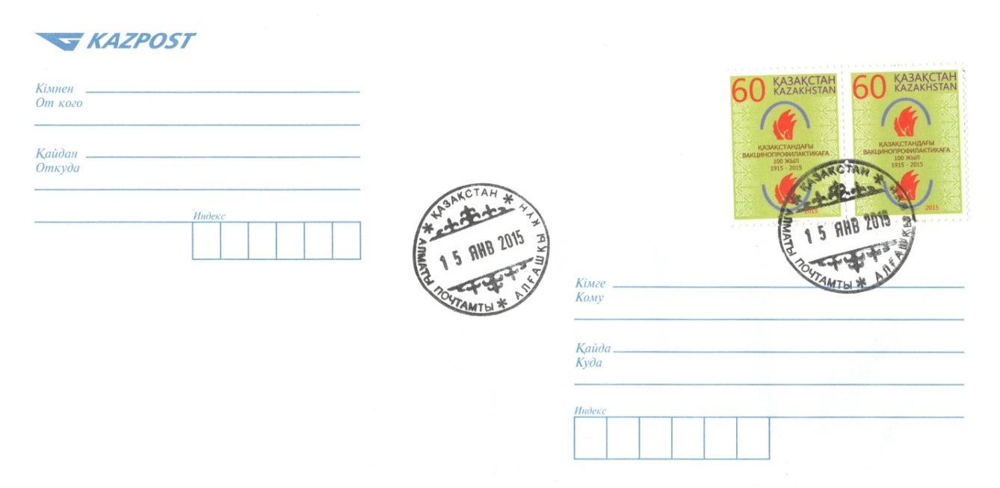 KAZPOST
Кімнен
От кого
Қайдан
Откуда
Индекс
60 ҚАЗАҚСТАН
KAZAKHSTAN
ҚАЗАҚСТАНДАҒЫ
ВАКЦИНОПРОФИЛАКТИКАҒА
100 ЖЫЛ
1915 - 2015
2015
60 ҚАЗАҚСТАН
KAZAKHSTAN
ҚАЗАҚСТАНДАҒЫ
ВАКЦИНОПРОФИЛАКТИКАҒА
100 ЖЫЛ
1915 - 2015
2015
* ҚАЗАҚСТАН * АЛҒАШҚЫ КҮН * АЛМАТЫ ПОЧТАМТЫ
15 ЯНВ 2015
* ҚАЗАҚСТАН * АЛҒАШҚЫ КҮН * АЛМАТЫ ПОЧТАМТЫ
15 ЯНВ 2015
Кімге
Кому
Қайда
Куда
Индекс